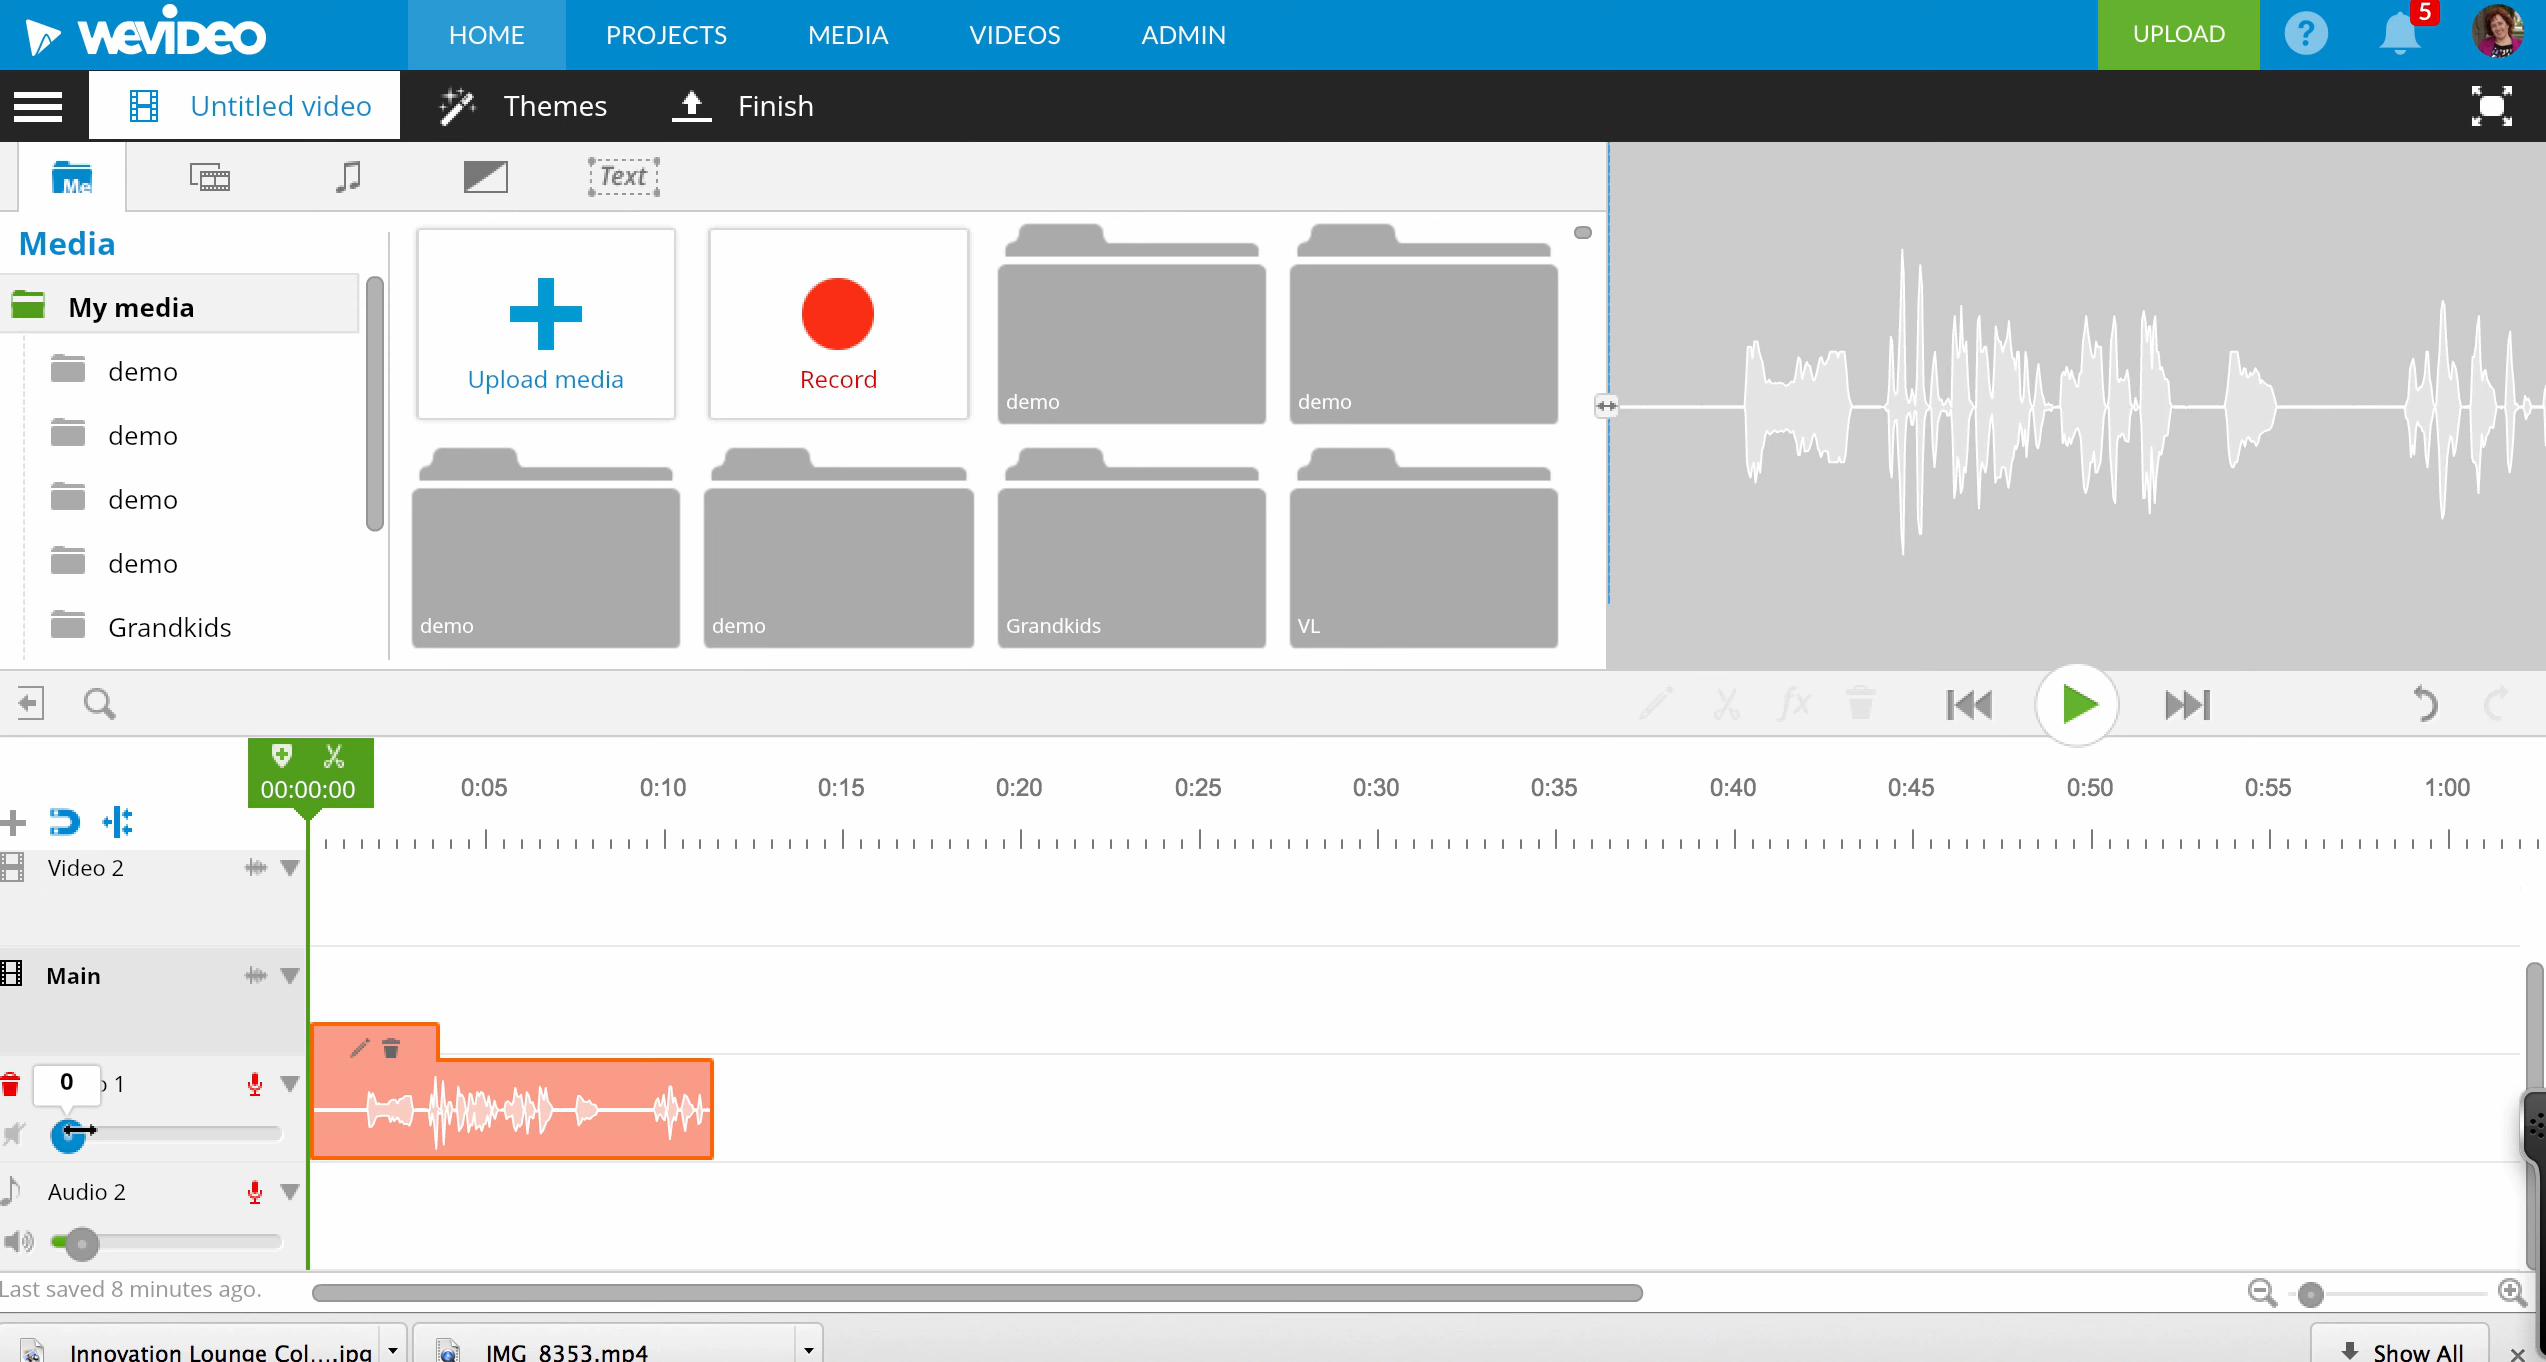 WEVIDEO
HOME
PROJECTS
MEDIA
VIDEOS
ADMIN
UPLOAD
?
5
Untitled video
Themes
Finish
Me
Text
Media
My media
demo
demo
demo
demo
Grandkids
Upload media
Record
demo
demo
demo
demo
Grandkids
VL
fx
00:00:00
0:05
0:10
0:15
0:20
0:25
0:30
0:35
0:40
0:45
0:50
0:55
1:00
Video 2
Main
0
o 1
Audio 2
Last saved 8 minutes ago.
Innovation Lounge Col....jpg
IMG_8353.mp4
Show All